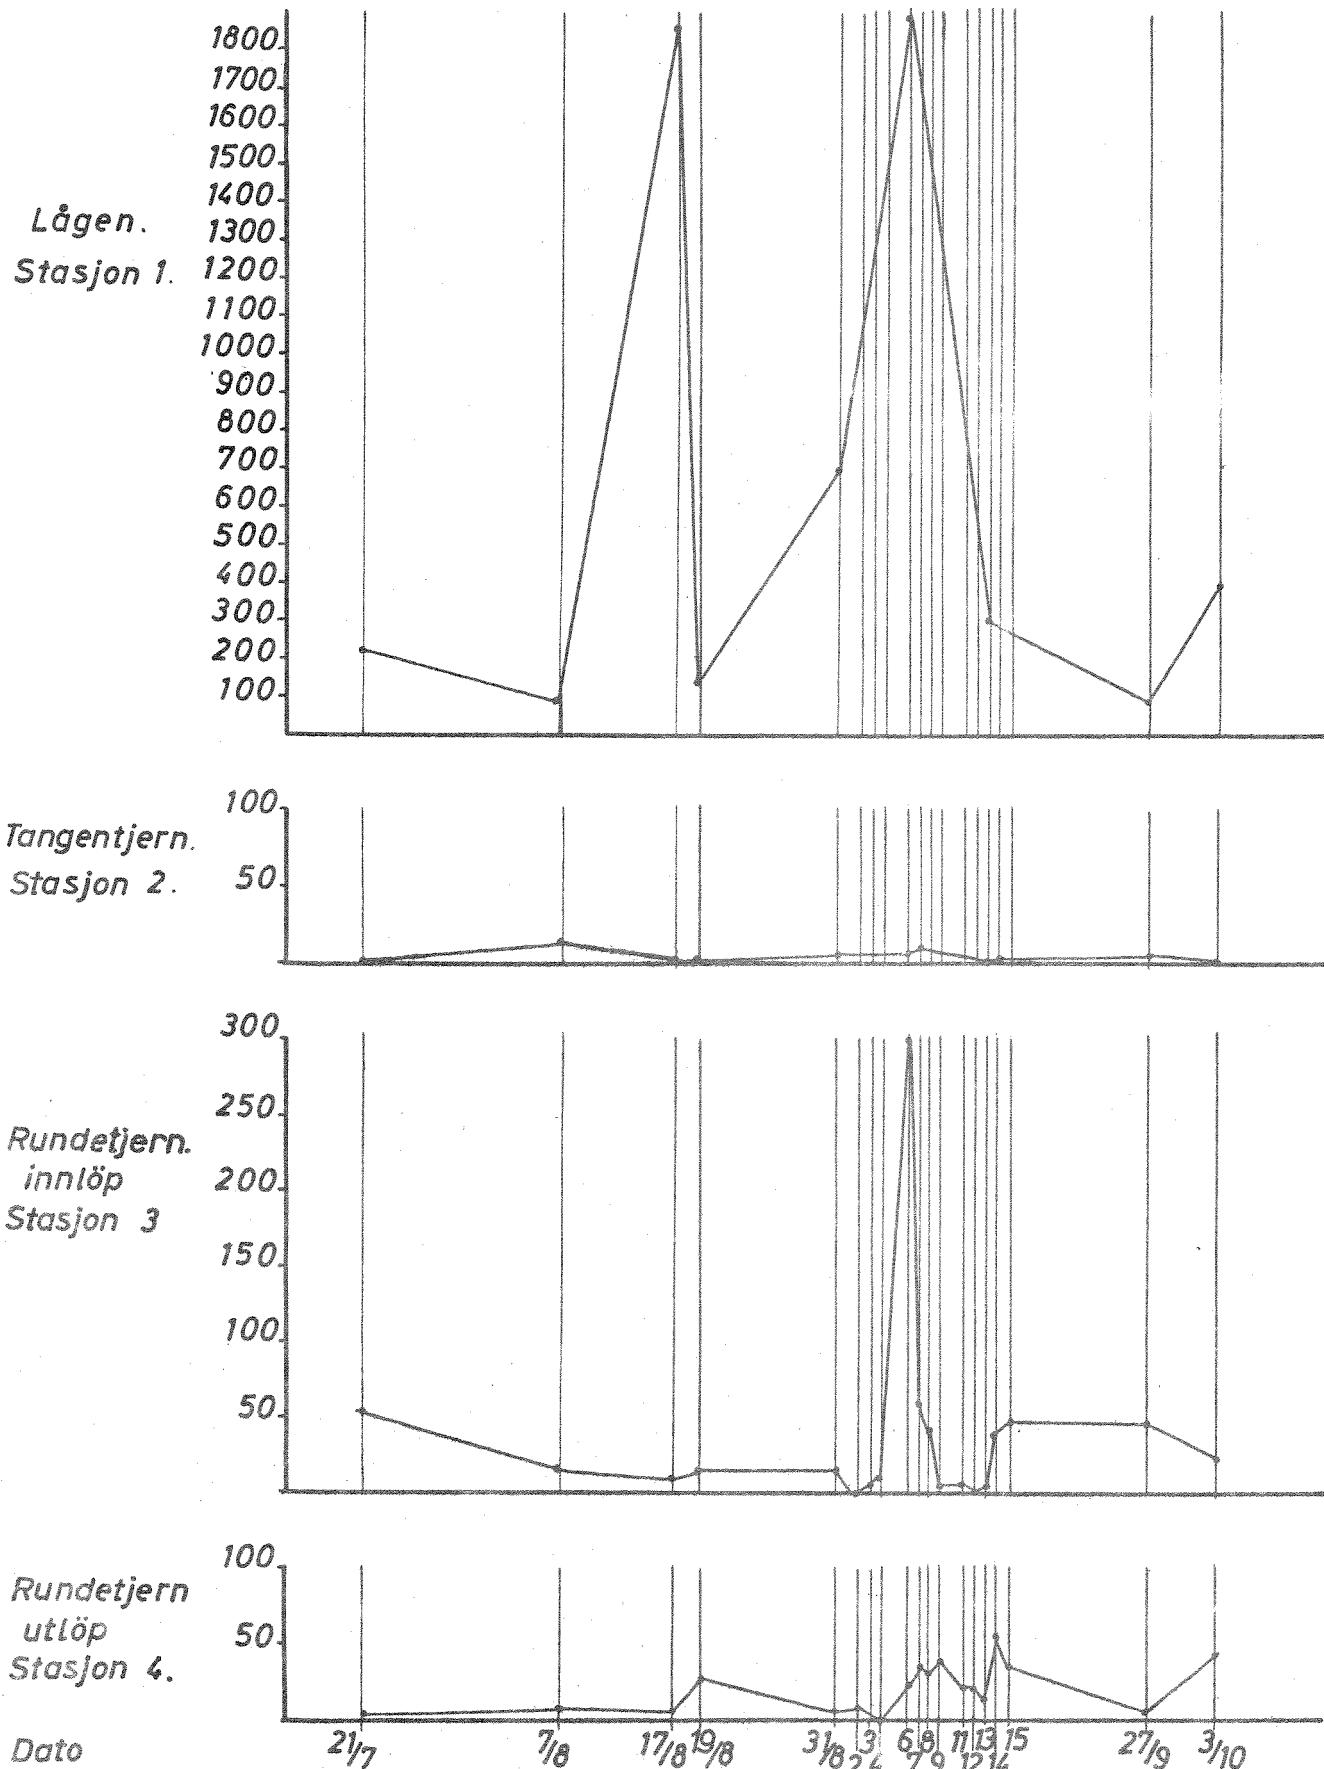 1800
1700
1600
1500
1400
1300
1200
1100
1000
900
800
700
600
500
400
300
200
100
Lågen.
Stasjon 1.
100
50
Tangentjern.
Stasjon 2.
300
250
200
150
100
50
Rundetjern.
innlöp
Stasjon 3
100
50
Rundetjern
utlöp
Stasjon 4.
Dato 21/7 7/8 17/8 19/8 31/8 2 3 4 6 7 8 9 11 12 13 14 15 27/9 3/10